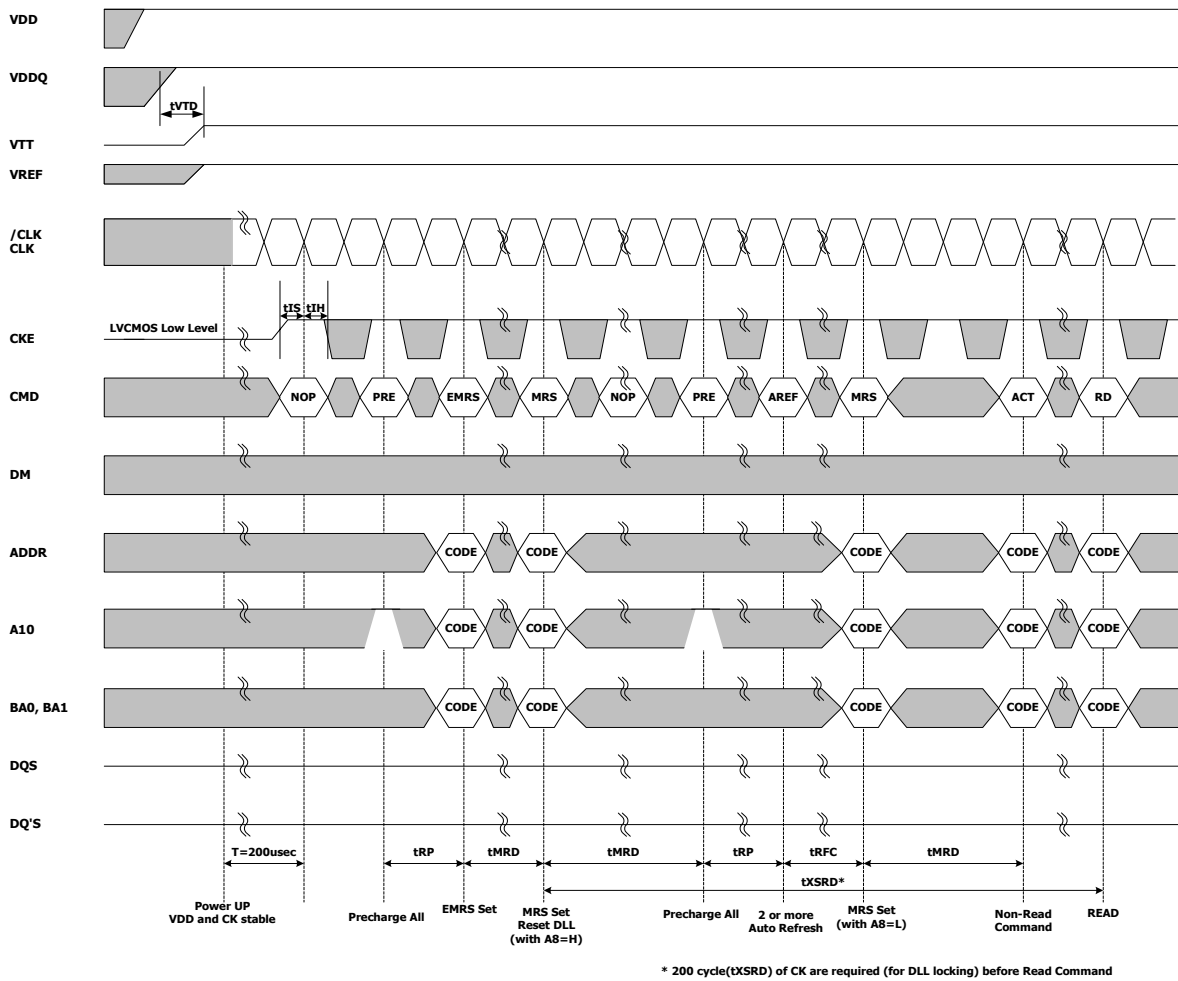 VDD
VDDQ
tVTD
VTT
VREF
/CLK
CLK
tIS tIH
LVCMOS Low Level
CKE
CMD NOP PRE EMRS MRS NOP PRE AREF MRS ACT RD
DM
ADDR CODE CODE CODE CODE CODE
A10 CODE CODE CODE CODE CODE
BA0, BA1 CODE CODE CODE CODE CODE
DQS
DQ'S
T=200usec tRP tMRD tMRD tRP tRFC tMRD
tXSRD*
Power UP
VDD and CK stable
Precharge All
EMRS Set
MRS Set
Reset DLL
(with A8=H)
Precharge All
2 or more
Auto Refresh
MRS Set
(with A8=L)
Non-Read
Command
READ
* 200 cycle(tXSRD) of CK are required (for DLL locking) before Read Command